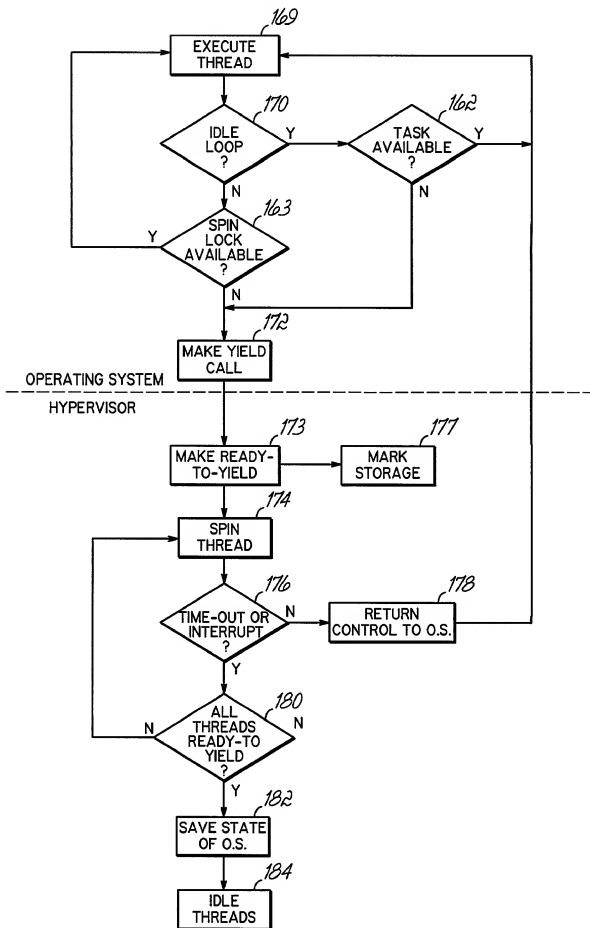 169
EXECUTE
THREAD
170
IDLE
LOOP
?
Y
N
162
TASK
AVAILABLE
?
Y
N
163
SPIN
LOCK
AVAILABLE
?
Y
N
172
MAKE YIELD
CALL
OPERATING SYSTEM
HYPERVISOR
173
MAKE READY-
TO-YIELD
177
MARK
STORAGE
174
SPIN
THREAD
176
TIME-OUT OR
INTERRUPT
?
N
Y
178
RETURN
CONTROL TO O.S.
180
ALL
THREADS
READY-TO
YIELD
?
N
N
Y
182
SAVE STATE
OF O.S.
184
IDLE
THREADS